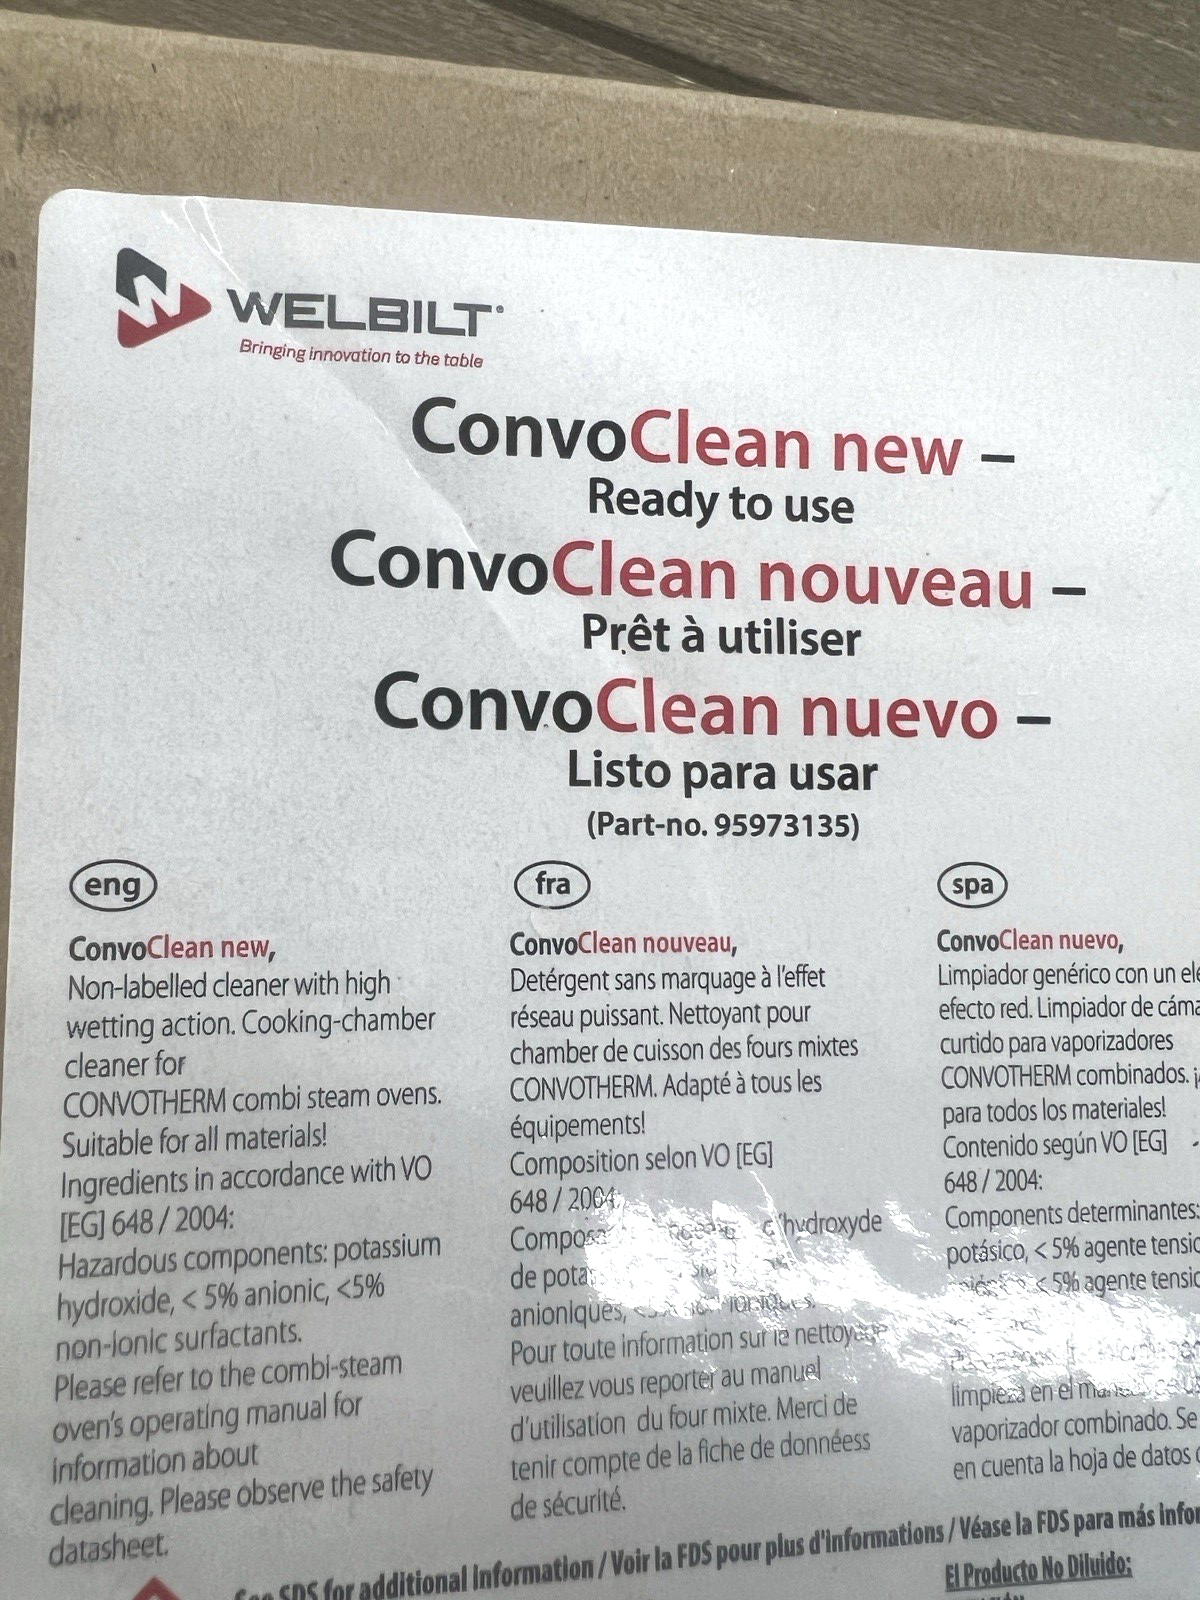 WELBILT
Bringing innovation to the table
ConvoClean new –
Ready to use
ConvoClean nouveau –
Prêt à utiliser
ConvoClean nuevo –
Listo para usar
(Part-no. 95973135)
eng
ConvoClean new,
Non-labelled cleaner with high
wetting action. Cooking-chamber
cleaner for
CONVOTHERM combi steam ovens.
Suitable for all materials!
Ingredients in accordance with VO
[EG] 648 / 2004:
Hazardous components: potassium
hydroxide, < 5% anionic, <5%
non-ionic surfactants.
Please refer to the combi-steam
oven's operating manual for
information about
cleaning. Please observe the safety
datasheet.
fra
ConvoClean nouveau,
Detérgent sans marquage à l'effet
réseau puissant. Nettoyant pour
chamber de cuisson des fours mixtes
CONVOTHERM. Adapté à tous les
équipements!
Composition selon VO [EG]
648 / 2004:
hydroxyde
de
anioniques,
Pour toute information sur le nettoyage
veuillez vous reporter au manuel
d'utilisation du four mixte. Merci de
tenir compte de la fiche de donnéess
de sécurité.
spa
ConvoClean nuevo,
Limpiador genérico con un
efecto red. Limpiador de
curtido para vaporizadores
CONVOTHERM combinados.
para todos los materiales!
Contenido según VO [EG]
648 / 2004:
Components determinantes:
potásico, < 5% agente
< 5% agente
limpieza en el
vaporizador combinado. Se
en cuenta la hoja de datos
See SDS for additional information / Voir la FDS pour plus d'informations / Véase la FDS para más
El Producto No Diluido: